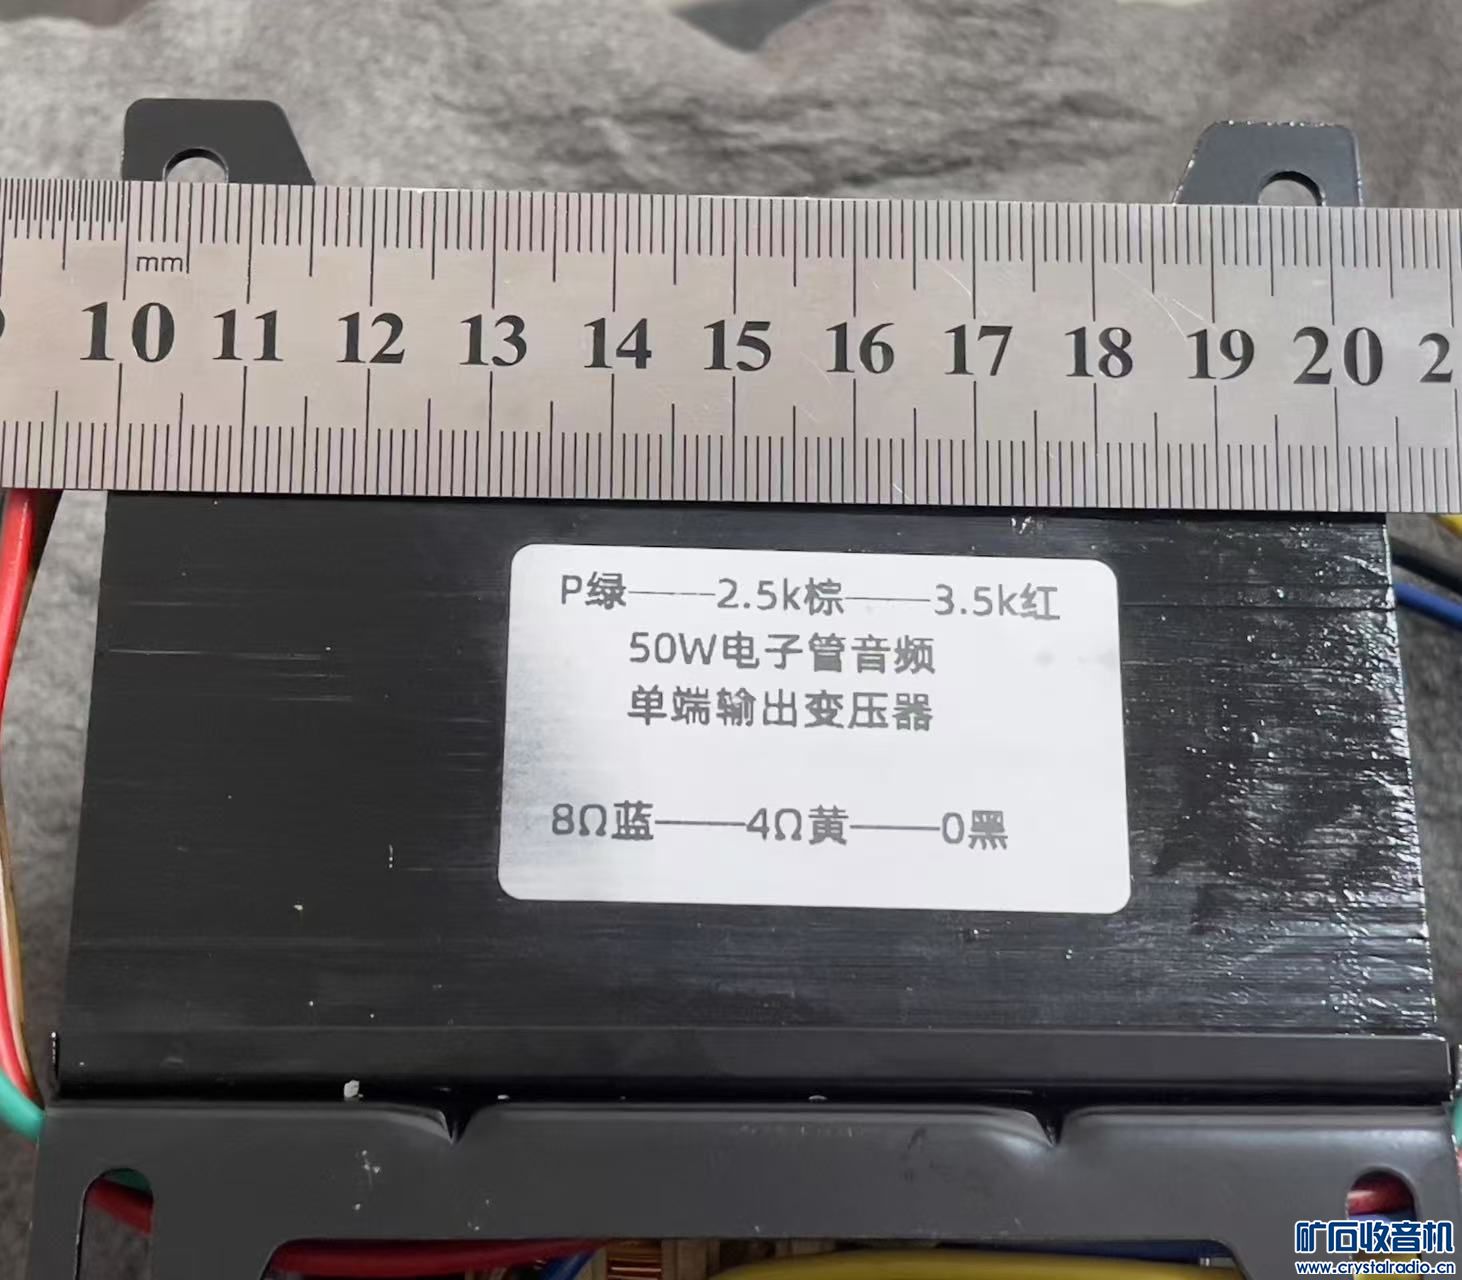 mm
10 11 12 13 14 15 16 17 18 19 20 2
P绿——2.5k棕——3.5k红
50W电子管音频
单端输出变压器
8Ω蓝——4Ω黄——0黑
矿石收音机
www.crystalradio.cn